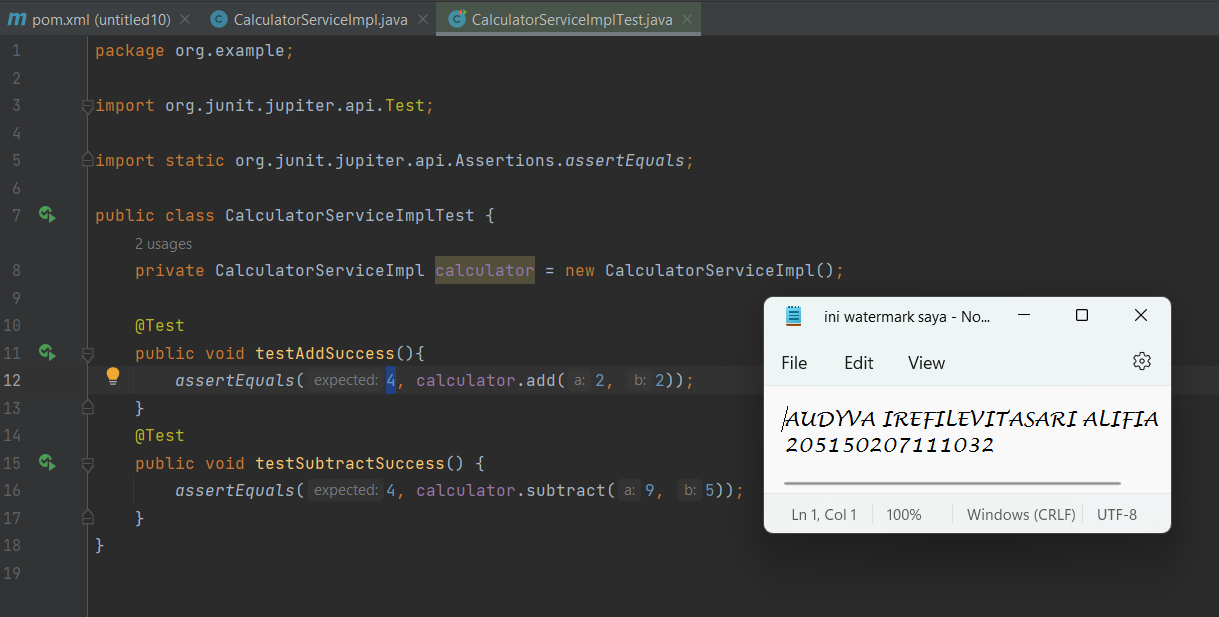 pom.xml (untitled10) CalculatorServiceImpl.java CalculatorServiceImplTest.java
1 package org.example;
2
3 import org.junit.jupiter.api.Test;
4
5 import static org.junit.jupiter.api.Assertions.assertEquals;
6
7 public class CalculatorServiceImplTest {
2 usages
8 private CalculatorServiceImpl calculator = new CalculatorServiceImpl();
9
10 @Test
11 public void testAddSuccess(){
12 assertEquals( expected: 4, calculator.add( a: 2, b: 2));
13 }
14 @Test
15 public void testSubtractSuccess() {
16 assertEquals( expected: 4, calculator.subtract( a: 9, b: 5));
17 }
18 }
19
ini watermark saya - No...
File Edit View
AUDYVA IREFILEVITASARI ALIFIA
205150207111032
Ln 1, Col 1 100% Windows (CRLF) UTF-8